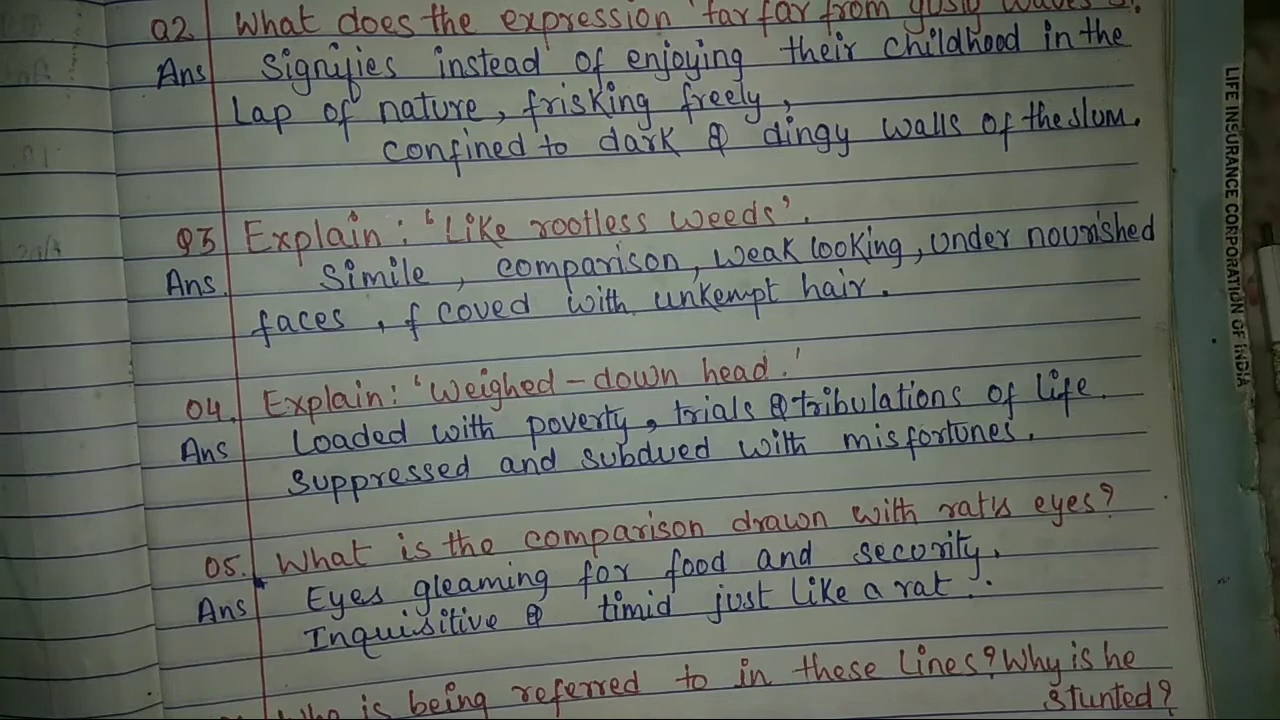 Q2. What does the expression 'far far from gusty waves'
Ans Signifies instead of enjoying their childhood in the
Lap of nature, frisking freely,
confined to dark & dingy walls of the slum.
Q3 Explain: 'Like rootless weeds'.
Ans. Simile, comparison, weak looking, under nourished
faces, f coved with unkempt hair.
Q4. Explain: 'Weighed-down head.'
Ans Loaded with poverty, trials & tribulations of life.
Suppressed and subdued with misfortunes.
Q5. What is the comparison drawn with rat's eyes?
Ans Eyes gleaming for food and security.
Inquisitive & timid just like a rat.
Who is being referred to in these lines? Why is he
stunted?
LIFE INSURANCE CORPORATION OF INDIA